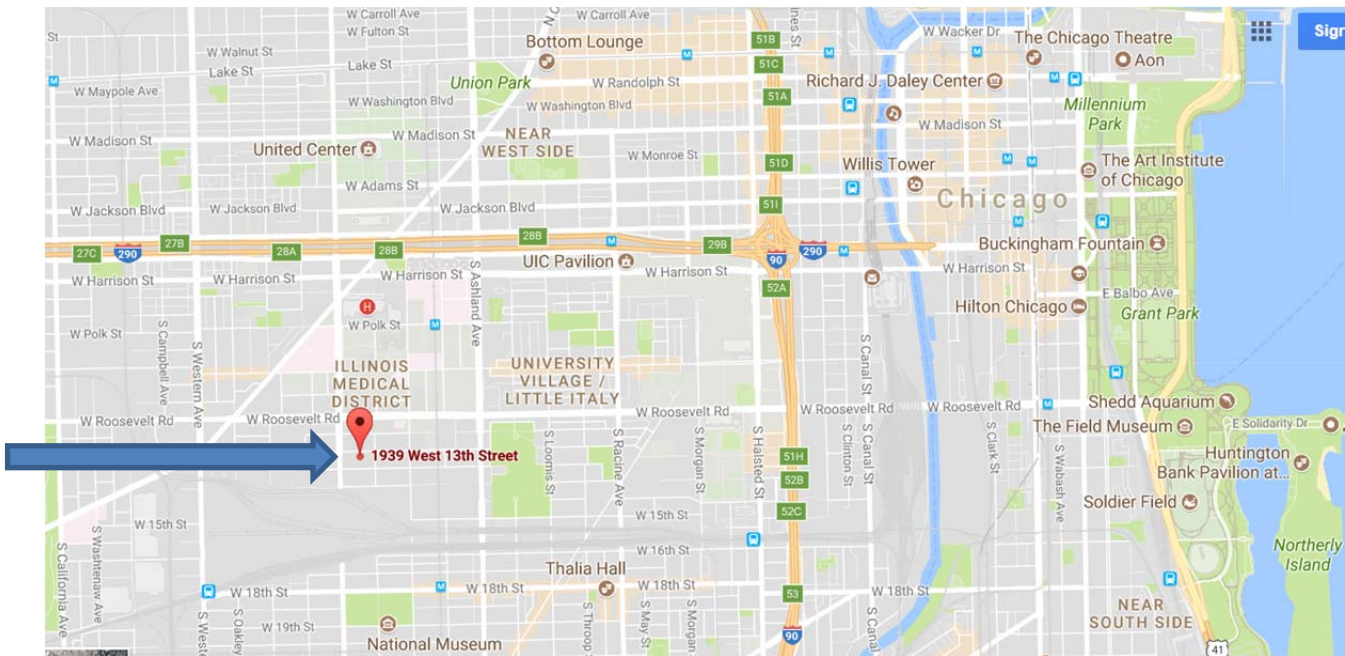 W Carroll Ave
W Carroll Ave
W Fulton St
St
Bottom Lounge
51B
W Wacker Dr
The Chicago Theatre
Sign
W Walnut St
Lake St
Lake St
Union Park
51C
W Randolph St
Richard J. Daley Center
Aon
W Maypole Ave
W Washington Blvd
W Washington Blvd
51A
Millennium
Park
W Madison St
W Madison St
United Center
NEAR
WEST SIDE
W Madison St
W Monroe St
51D
Willis Tower
The Art Institute
of Chicago
W Adams St
W Jackson Blvd
W Jackson Blvd
W Jackson Blvd
51I
Chicago
27C
290
27B
28A
28B
28B
29B
90
290
Buckingham Fountain
UIC Pavilion
W Harrison St
W Harrison St
W Harrison St
W Harrison St
52A
Hilton Chicago
E Balbo Ave
Grant Park
H
W Polk St
W Polk St
S Campbell Ave
S Western Ave
S Ashland Ave
S Canal St
ILLINOIS
MEDICAL
DISTRICT
UNIVERSITY
VILLAGE /
LITTLE ITALY
Shedd Aquarium
W Roosevelt Rd
W Roosevelt Rd
W Roosevelt Rd
W Roosevelt Rd
W Roosevelt Rd
The Field Museum
E Solidarity Dr
1939 West 13th Street
S Loomis St
S Racine Ave
S Morgan St
S Halsted St
51H
52B
52C
S Clinton St
S Canal St
S Clark St
S Wabash Ave
Huntington
Bank Pavilion at...
Soldier Field
W 15th St
W 15th St
W 16th St
S California Ave
S Washtenaw Ave
Northerly
Island
Thalia Hall
W 18th St
W 18th St
W 18th St
W 18th St
53
S Weste
S Oakley
W 19th St
National Museum
S Throop
S May St
S Morgan
90
S Canal
NEAR
SOUTH SIDE
41